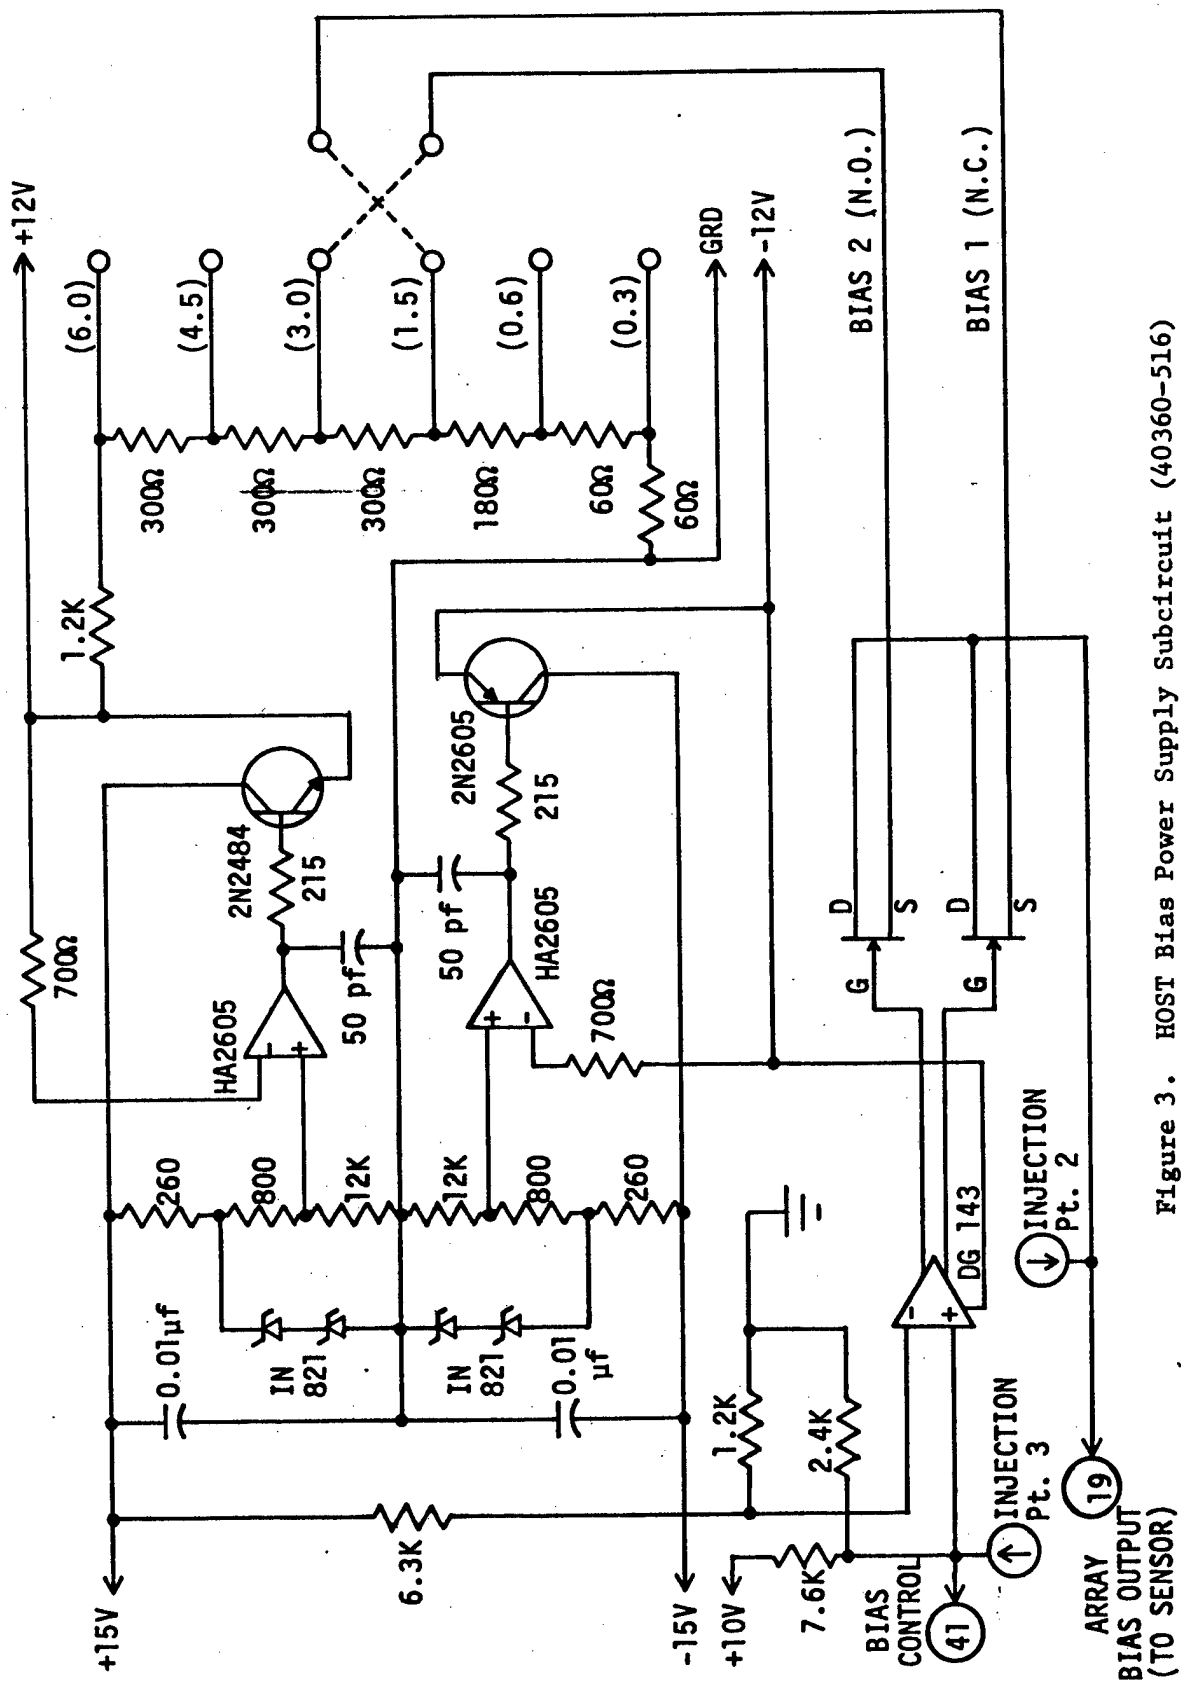 +12V
(6.0)
(4.5)
(3.0)
(1.5)
(0.6)
(0.3)
GRD
-12V
1.2K
300Ω
300Ω
300Ω
180Ω
60Ω
60Ω
700Ω
2N2484
215
HA2605
50 pf
2N2605
215
50 pf
HA2605
700Ω
-
+
+
-
260
800
12K
12K
800
260
0.01µf
IN
821
IN
821
0.01
µf
+15V
6.3K
-15V
+10V
7.6K
1.2K
2.4K
BIAS
CONTROL
41
-
+
DG 143
G
D
S
G
D
S
BIAS 2 (N.O.)
BIAS 1 (N.C.)
INJECTION
Pt. 2
INJECTION
Pt. 3
19
ARRAY
BIAS OUTPUT
(TO SENSOR)
Figure 3. HOST Bias Power Supply Subcircuit (40360-516)